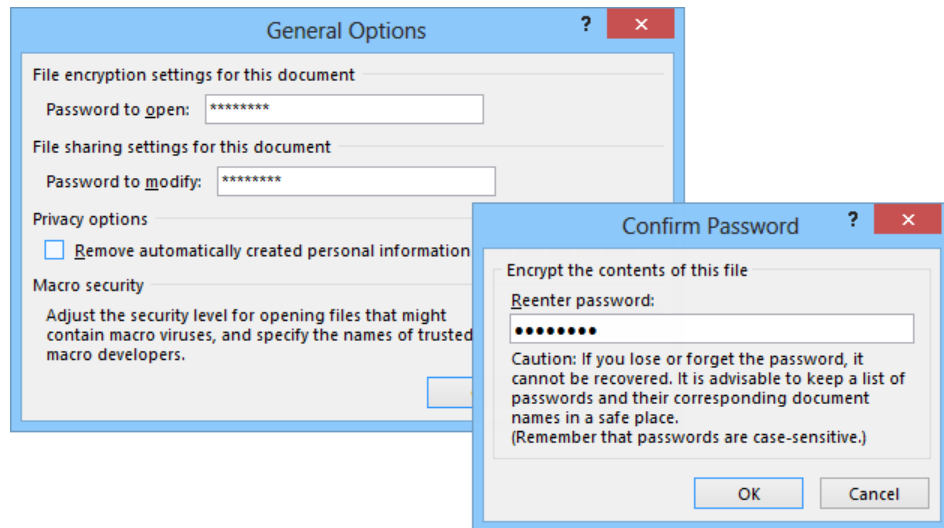 General Options
?
File encryption settings for this document
Password to open: ********
File sharing settings for this document
Password to modify: ********
Privacy options
Remove automatically created personal information
Macro security
Adjust the security level for opening files that might
contain macro viruses, and specify the names of trusted
macro developers.
Confirm Password
?
Encrypt the contents of this file
Reenter password:
●●●●●●●●
Caution: If you lose or forget the password, it
cannot be recovered. It is advisable to keep a list of
passwords and their corresponding document
names in a safe place.
(Remember that passwords are case-sensitive.)
OK
Cancel